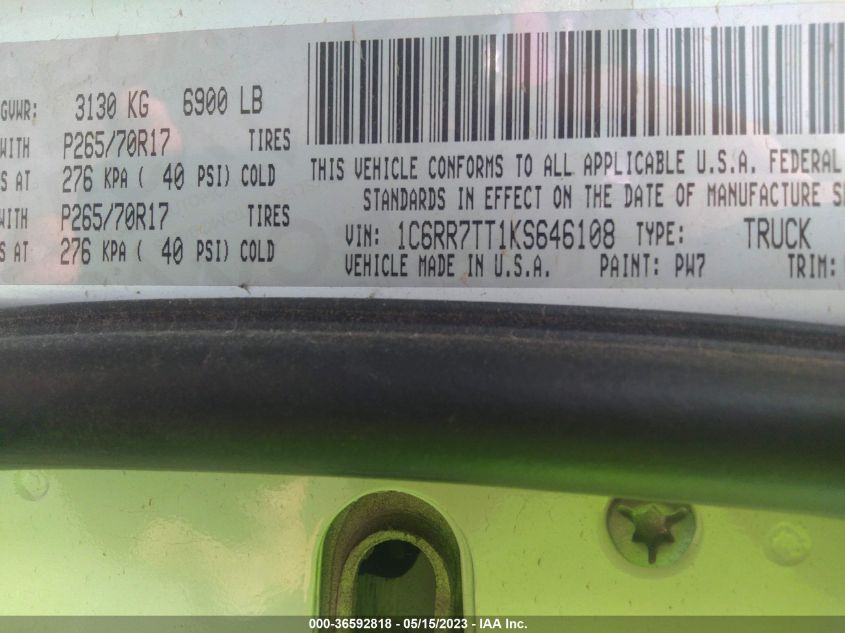 GVWR: 3130 KG 6900 LB
WITH P265/70R17 TIRES
S AT 276 KPA ( 40 PSI) COLD
WITH P265/70R17 TIRES
S AT 276 KPA ( 40 PSI) COLD
THIS VEHICLE CONFORMS TO ALL APPLICABLE U.S.A. FEDERAL
STANDARDS IN EFFECT ON THE DATE OF MANUFACTURE S
VIN: 1C6RR7TT1KS646108 TYPE: TRUCK
VEHICLE MADE IN U.S.A. PAINT: PW7 TRIM:
000-36592818 - 05/15/2023 - © IAA Inc.